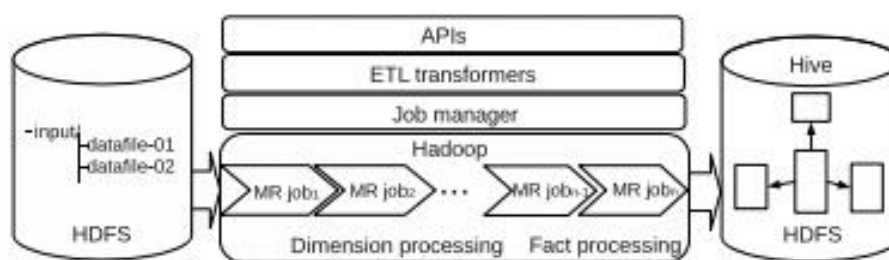 APIs
ETL transformers
Job manager
Hadoop
-input
datafile-01
datafile-02
HDFS
MR job1
MR job2
...
MR jobn-1
MR jobn
Dimension processing
Fact processing
Hive
HDFS